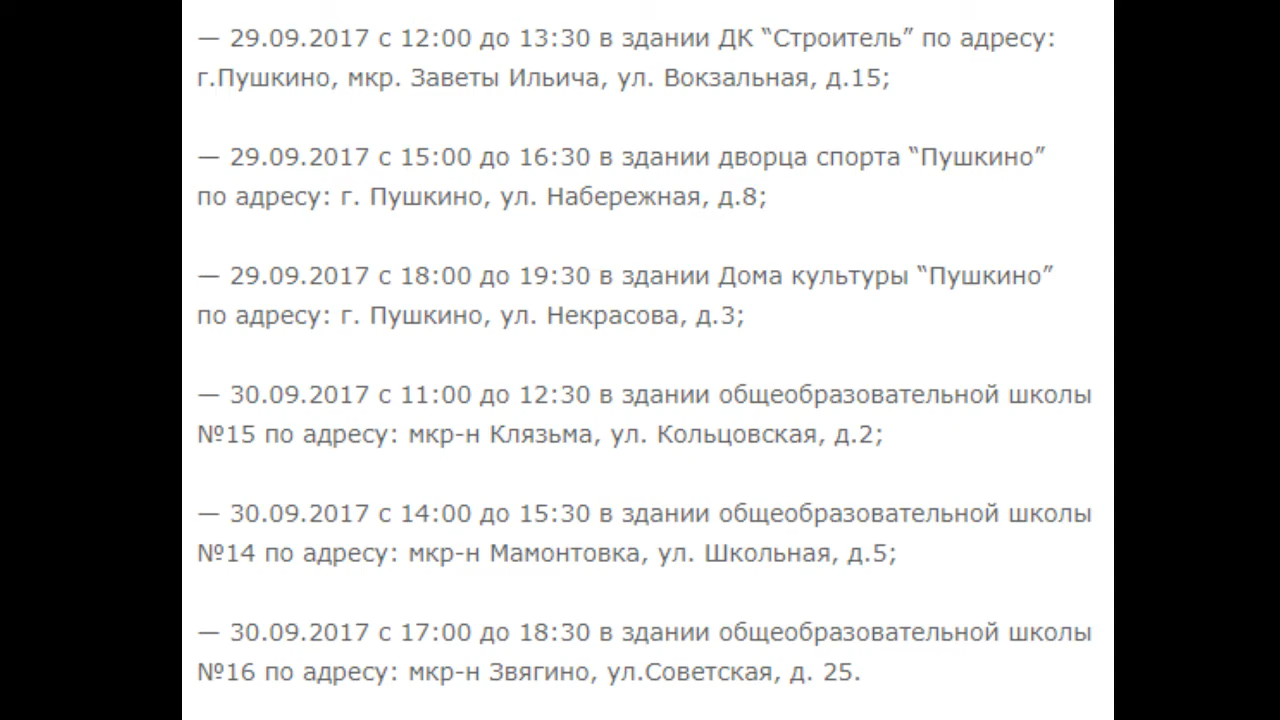 — 29.09.2017 с 12:00 до 13:30 в здании ДК “Строитель” по адресу:
г.Пушкино, мкр. Заветы Ильича, ул. Вокзальная, д.15;
— 29.09.2017 с 15:00 до 16:30 в здании дворца спорта “Пушкино”
по адресу: г. Пушкино, ул. Набережная, д.8;
— 29.09.2017 с 18:00 до 19:30 в здании Дома культуры “Пушкино”
по адресу: г. Пушкино, ул. Некрасова, д.3;
— 30.09.2017 с 11:00 до 12:30 в здании общеобразовательной школы
№15 по адресу: мкр-н Клязьма, ул. Кольцовская, д.2;
— 30.09.2017 с 14:00 до 15:30 в здании общеобразовательной школы
№14 по адресу: мкр-н Мамонтовка, ул. Школьная, д.5;
— 30.09.2017 с 17:00 до 18:30 в здании общеобразовательной школы
№16 по адресу: мкр-н Звягино, ул.Советская, д. 25.